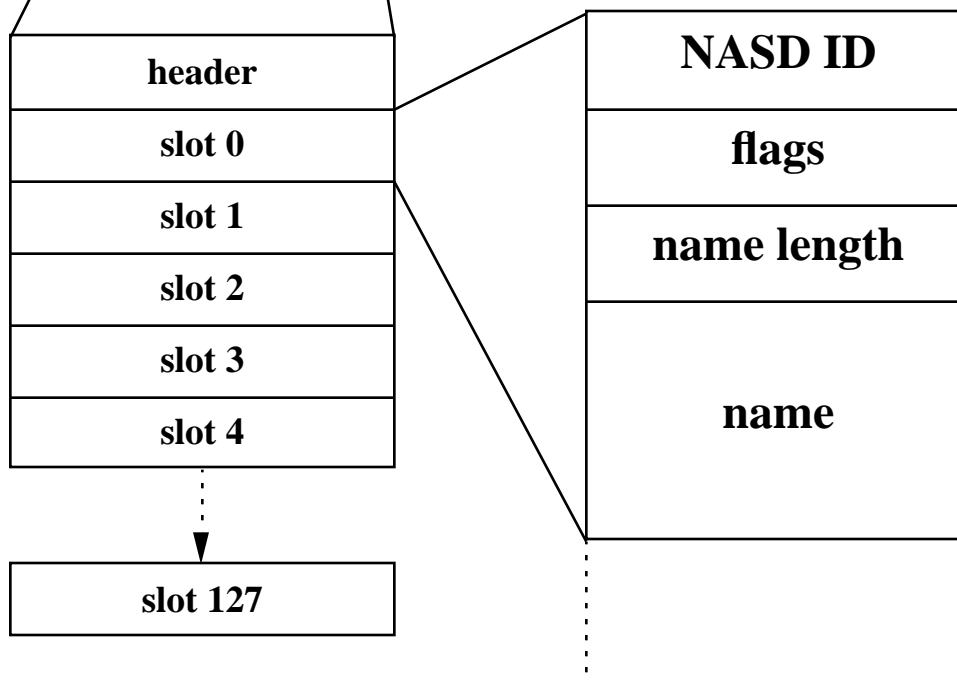 header
slot 0
slot 1
slot 2
slot 3
slot 4
slot 127
NASD ID
flags
name length
name